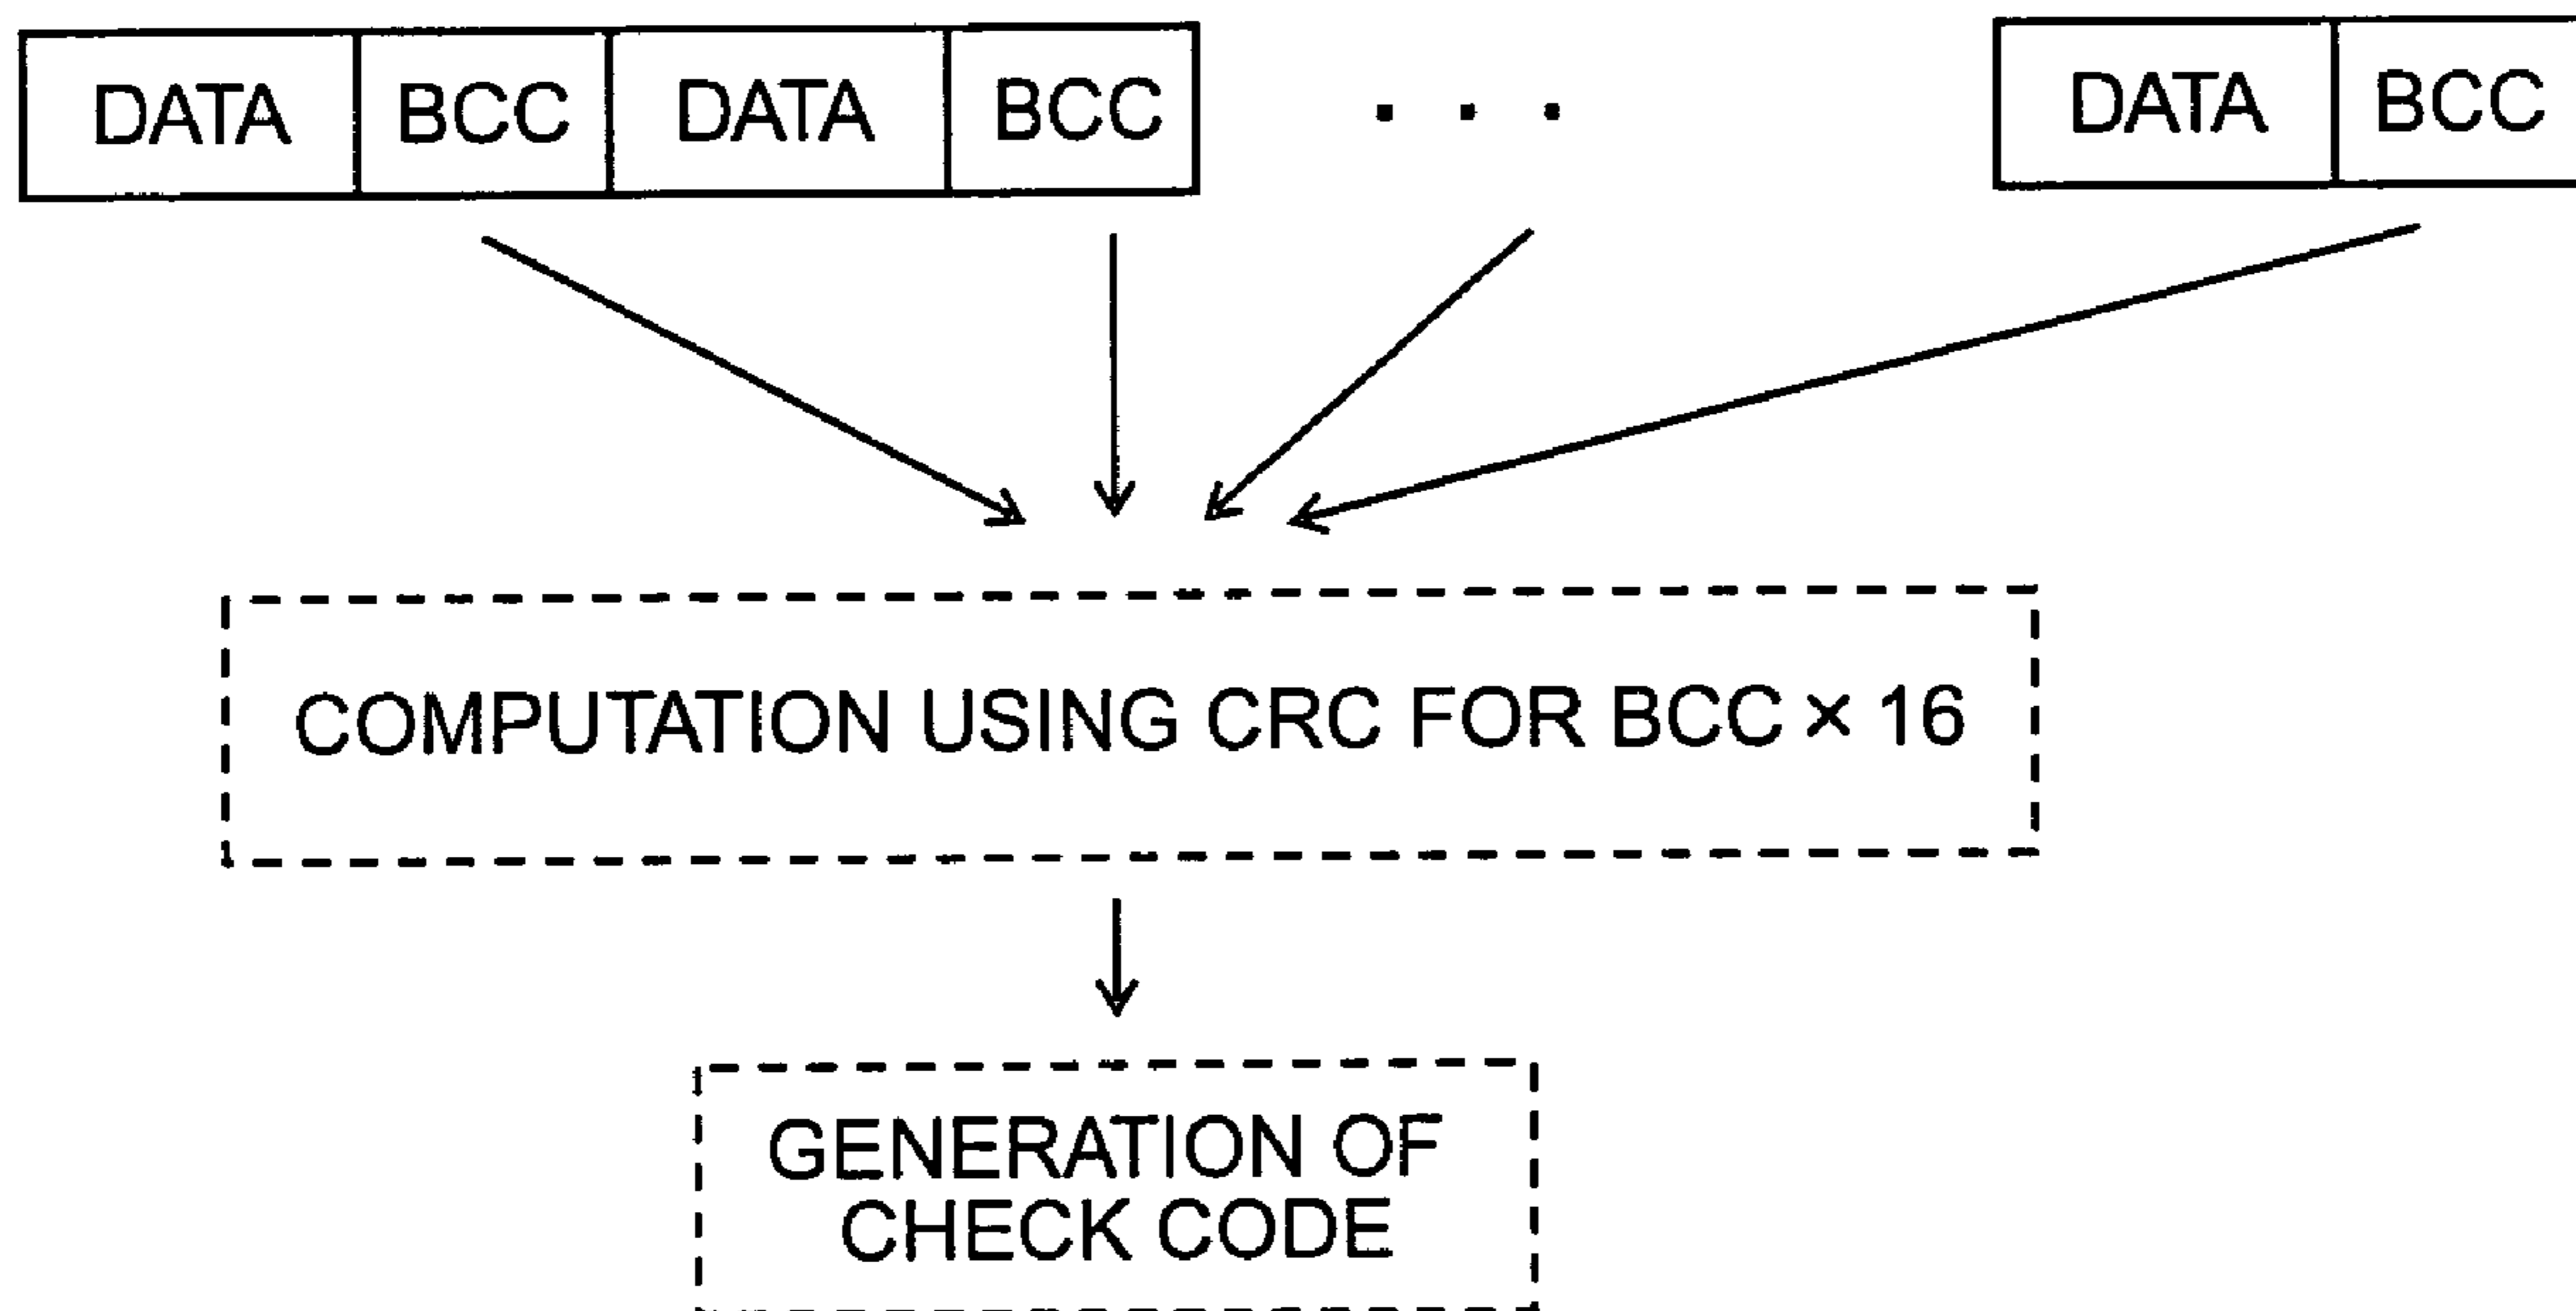 DATA BCC DATA BCC . . . DATA BCC
COMPUTATION USING CRC FOR BCC × 16
GENERATION OF
CHECK CODE